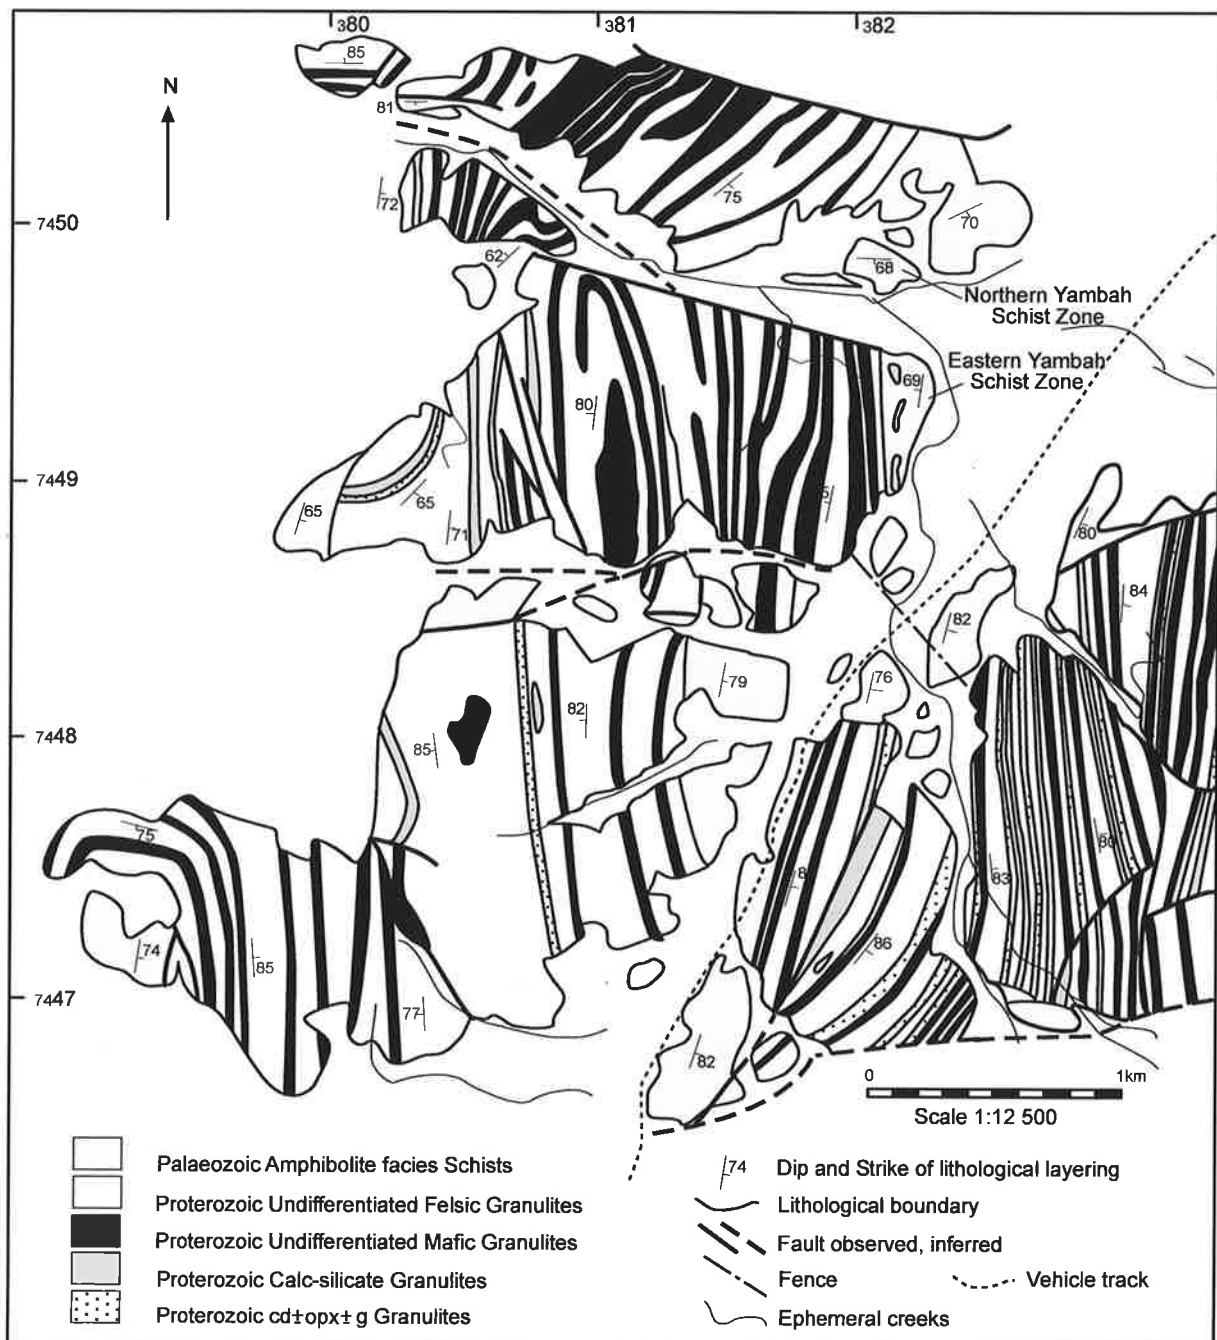 380 381 382
85
N
81
75
72
7450
70
62
68
Northern Yambah
Schist Zone
Eastern Yambah
Schist Zone
69
80
7449
65
65
71
80
84
82
79
76
82
7448
85
75
80
83
86
74
85
7447
77
82
0 1km
Scale 1:12 500
Palaeozoic Amphibolite facies Schists
74 Dip and Strike of lithological layering
Proterozoic Undifferentiated Felsic Granulites
Lithological boundary
Proterozoic Undifferentiated Mafic Granulites
Fault observed, inferred
Proterozoic Calc-silicate Granulites
Fence Vehicle track
Proterozoic cd±opx± g Granulites
Ephemeral creeks